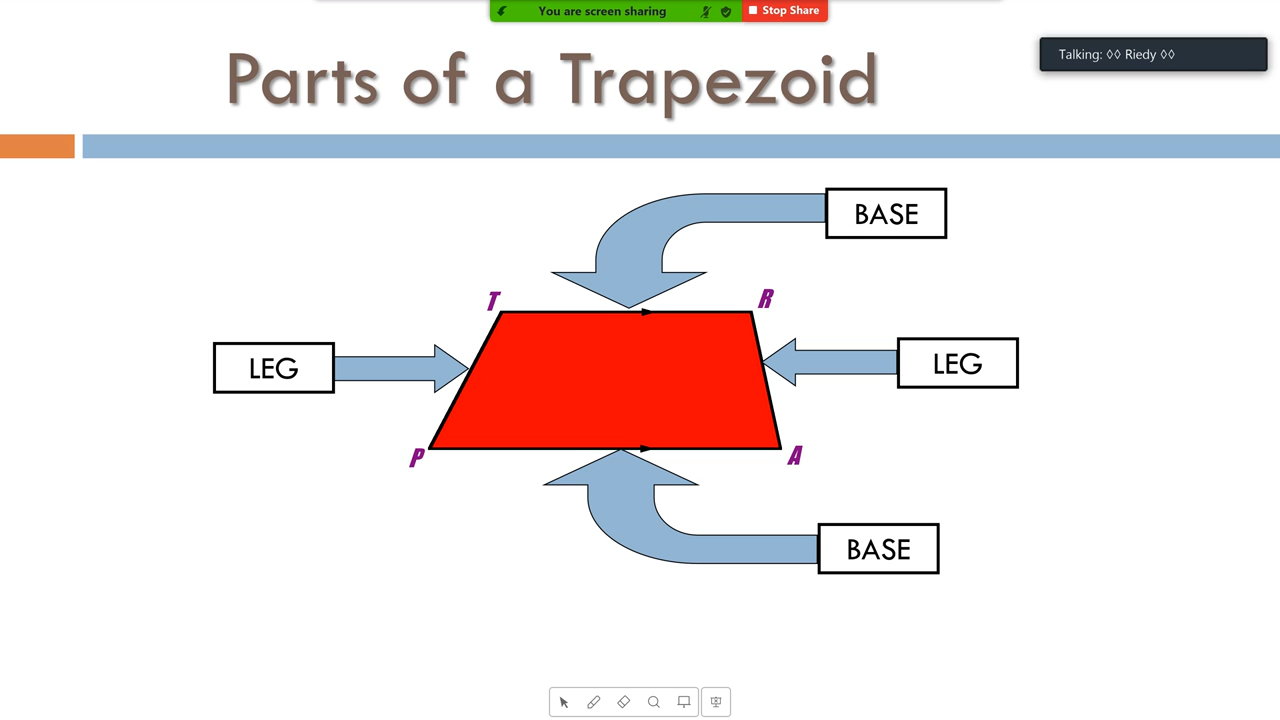 You are screen sharing
Stop Share
Talking: ◊◊ Riedy ◊◊
Parts of a Trapezoid
BASE
T
R
LEG
LEG
P
A
BASE